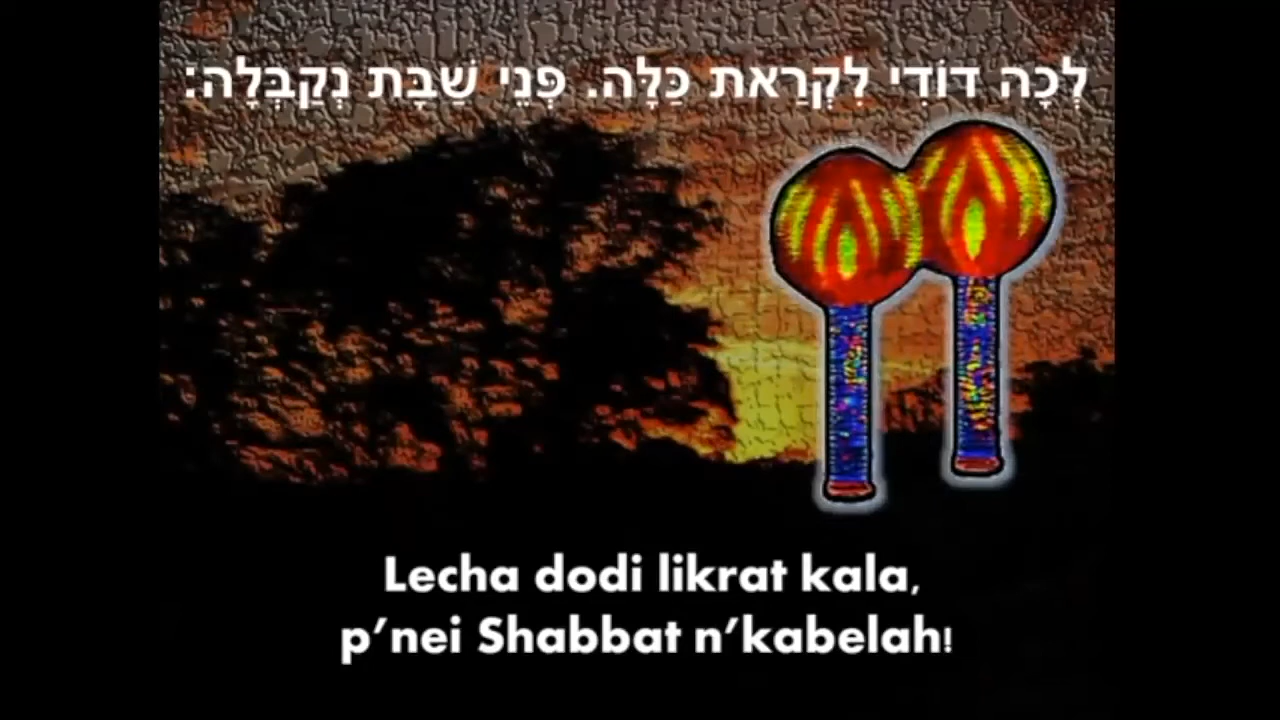 לְכָה דוֹדִי לִקְרַאת כַּלָּה. פְּנֵי שַׁבָּת נְקַבְּלָה:
Lecha dodi likrat kala,
p’nei Shabbat n’kabelah!